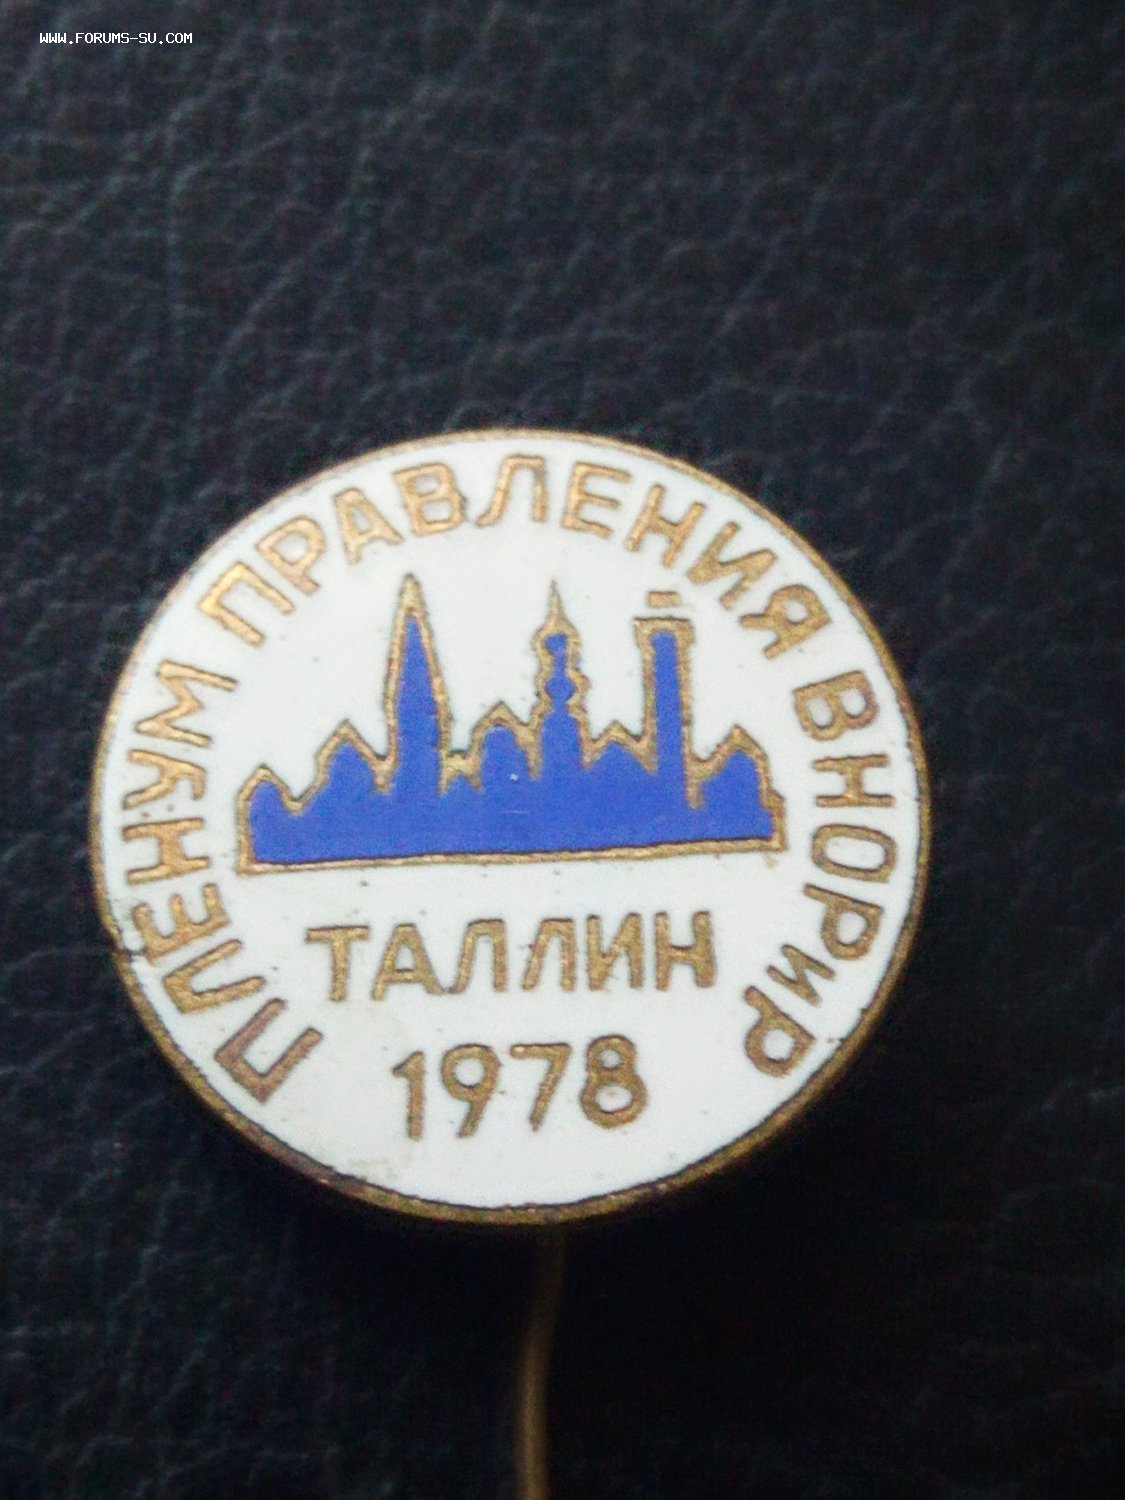 WWW.FORUMS-SU.COM
ПЛЕНУМ ПРАВЛЕНИЯ ВНОРИР
ТАЛЛИН
1978